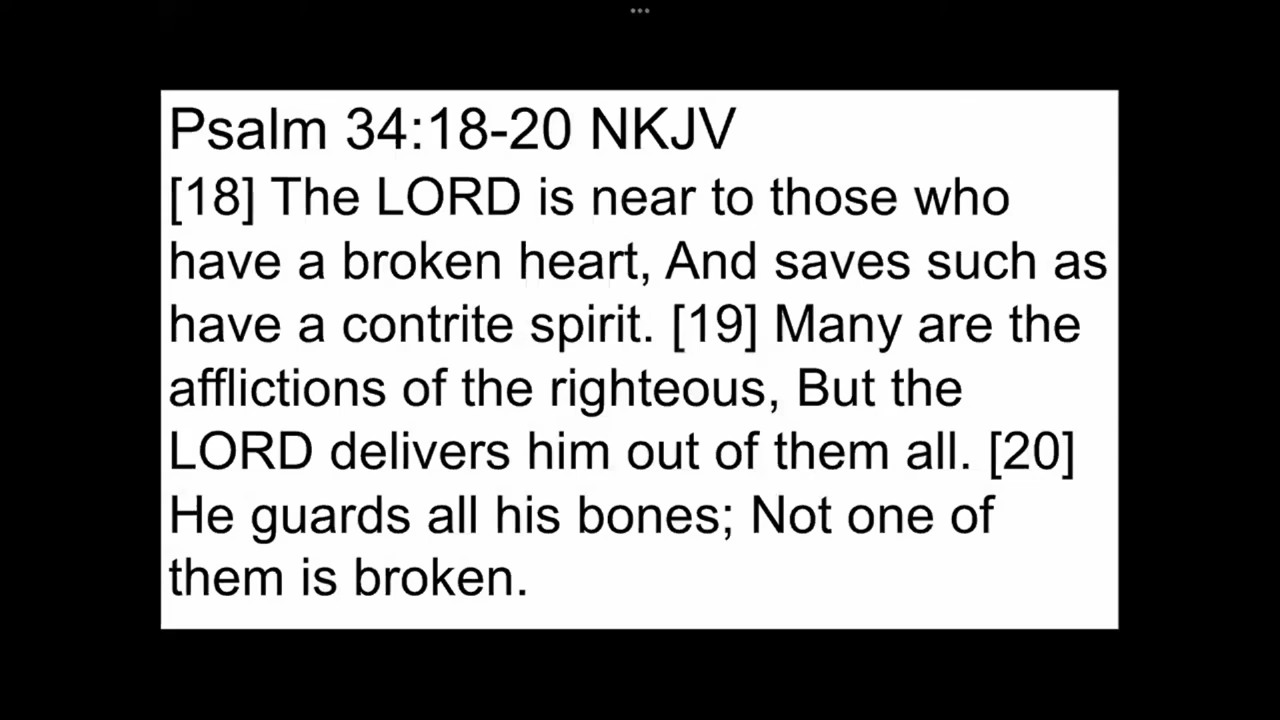 Psalm 34:18-20 NKJV
[18] The LORD is near to those who
have a broken heart, And saves such as
have a contrite spirit. [19] Many are the
afflictions of the righteous, But the
LORD delivers him out of them all. [20]
He guards all his bones; Not one of
them is broken.